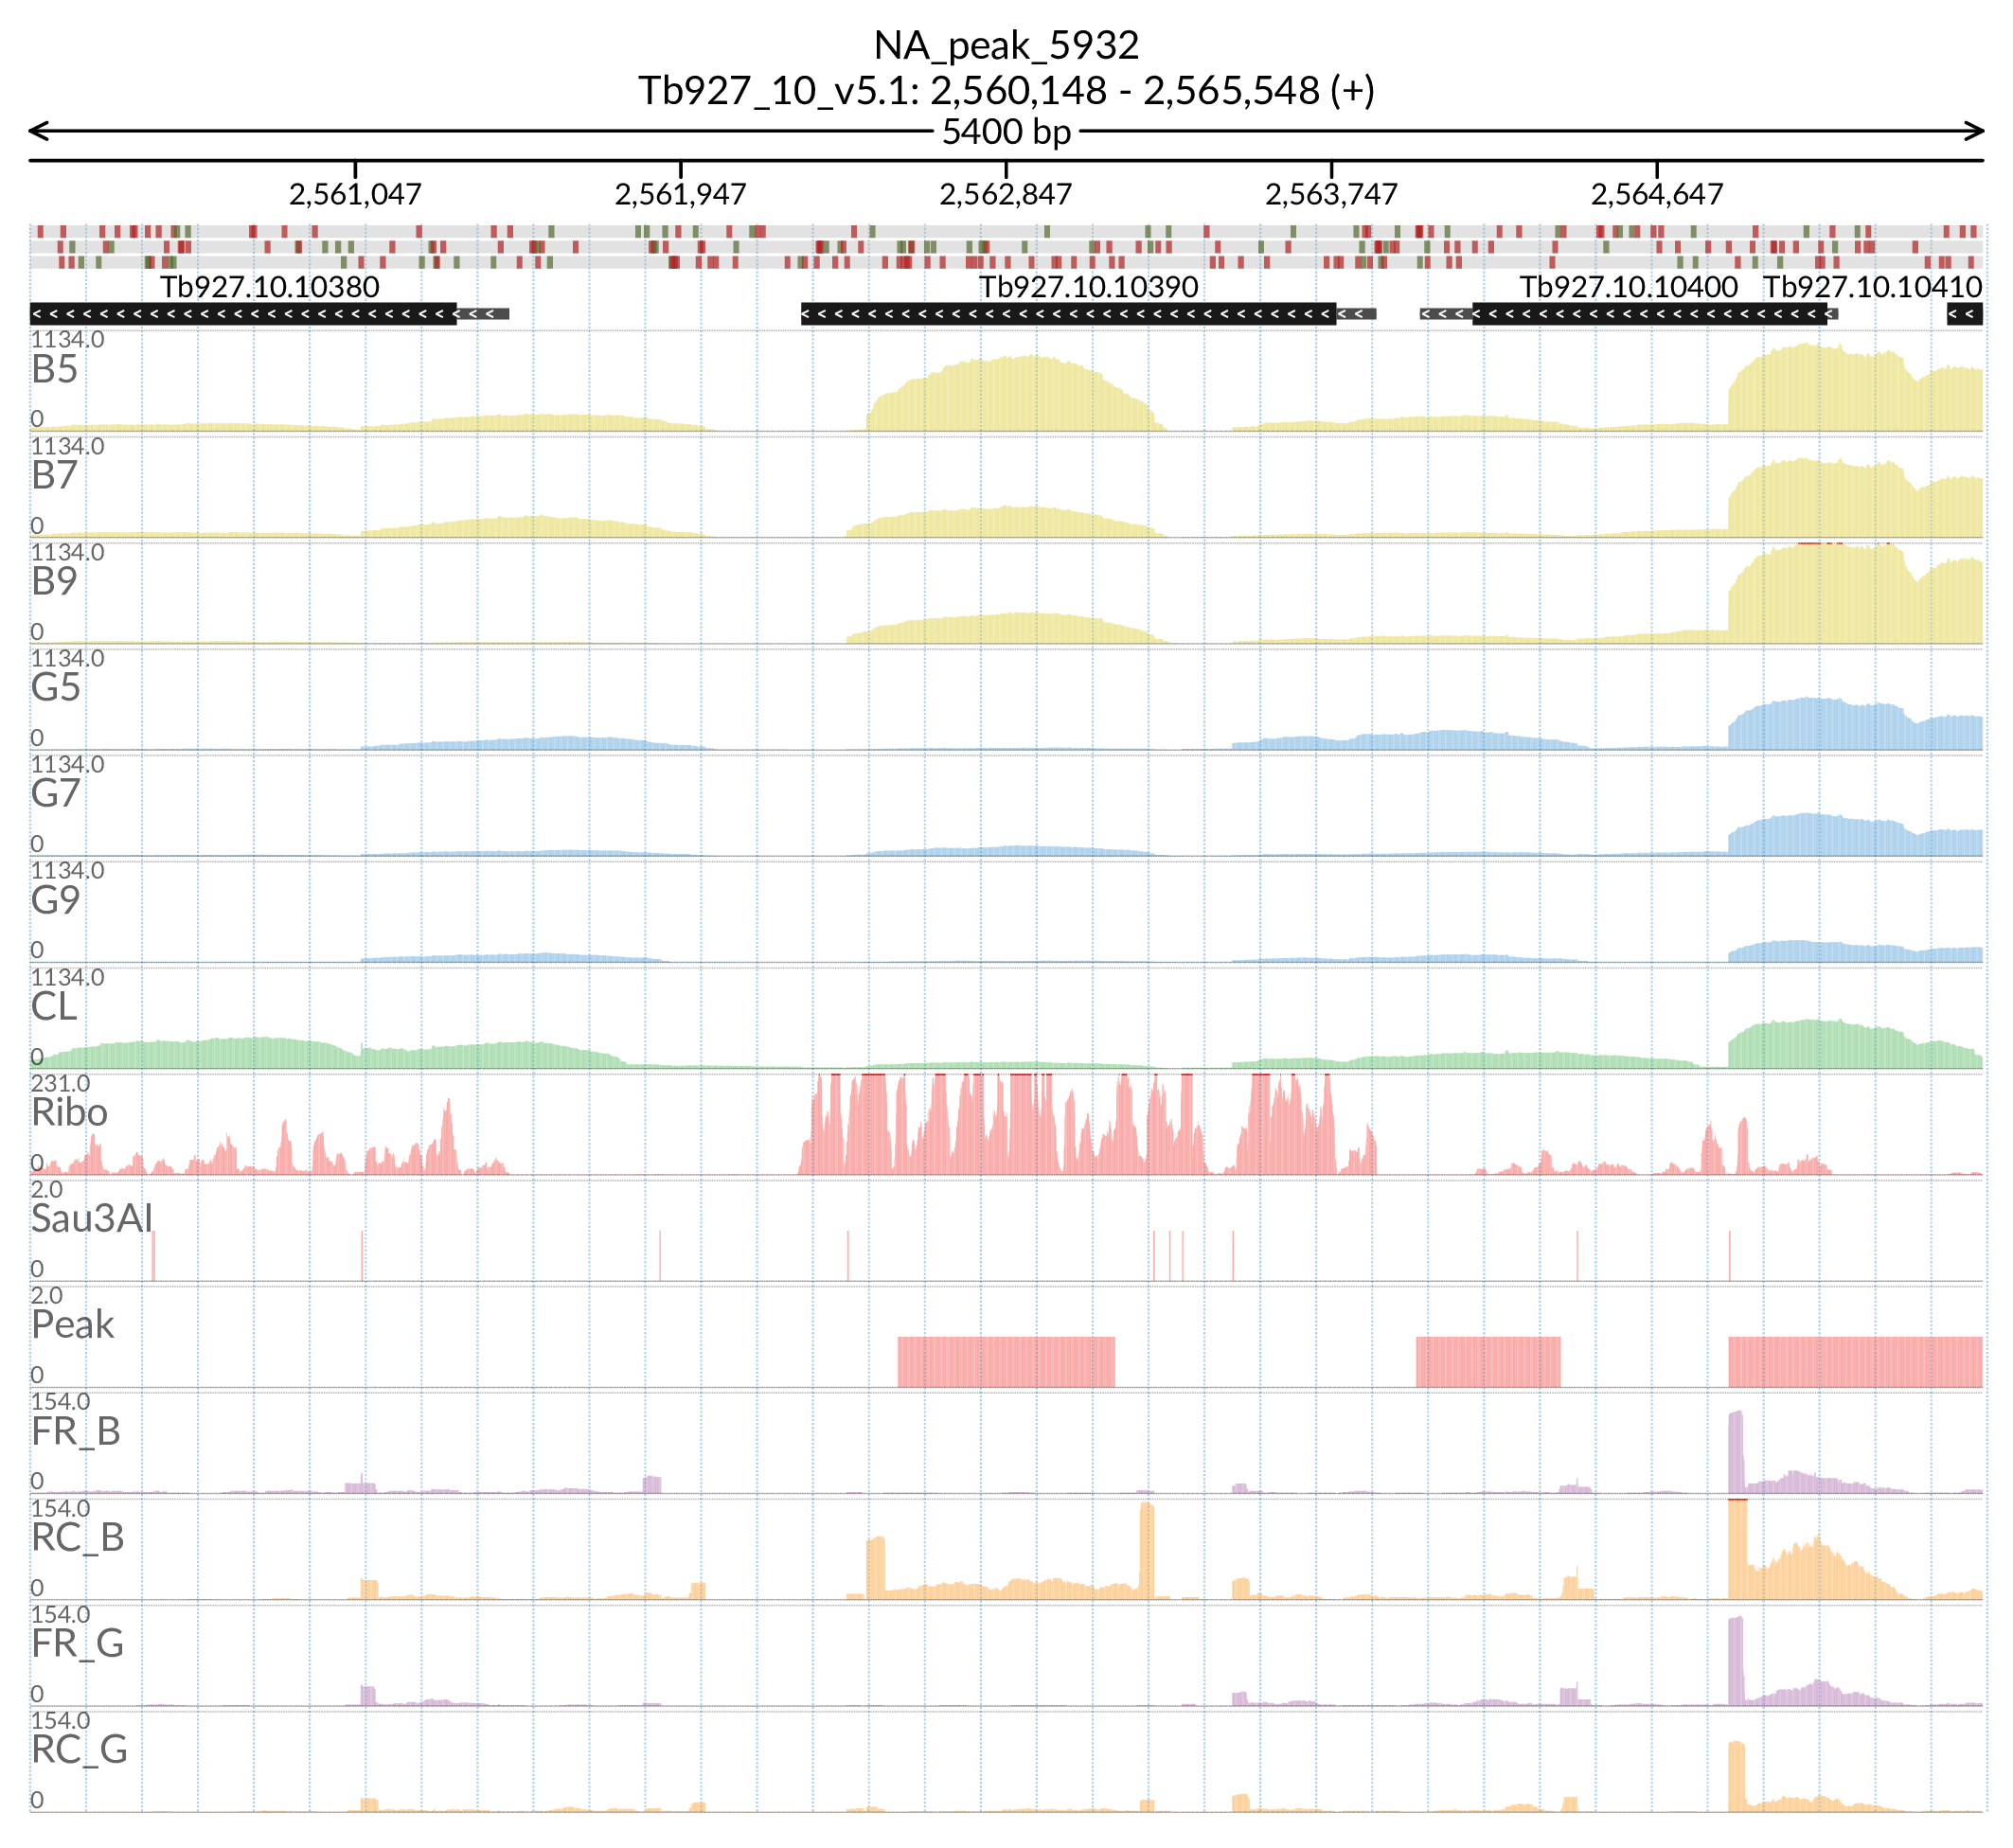 NA_peak_5932
Tb927_10_v5.1: 2,560,148 - 2,565,548 (+)
5400 bp
2,561,047 2,561,947 2,562,847 2,563,747 2,564,647
Tb927.10.10380 Tb927.10.10390 Tb927.10.10400 Tb927.10.10410
1134.0
B5
0
1134.0
B7
0
1134.0
B9
0
1134.0
G5
0
1134.0
G7
0
1134.0
G9
0
1134.0
CL
0
231.0
Ribo
0
2.0
Sau3AI
0
2.0
Peak
0
154.0
FR_B
0
154.0
RC_B
0
154.0
FR_G
0
154.0
RC_G
0